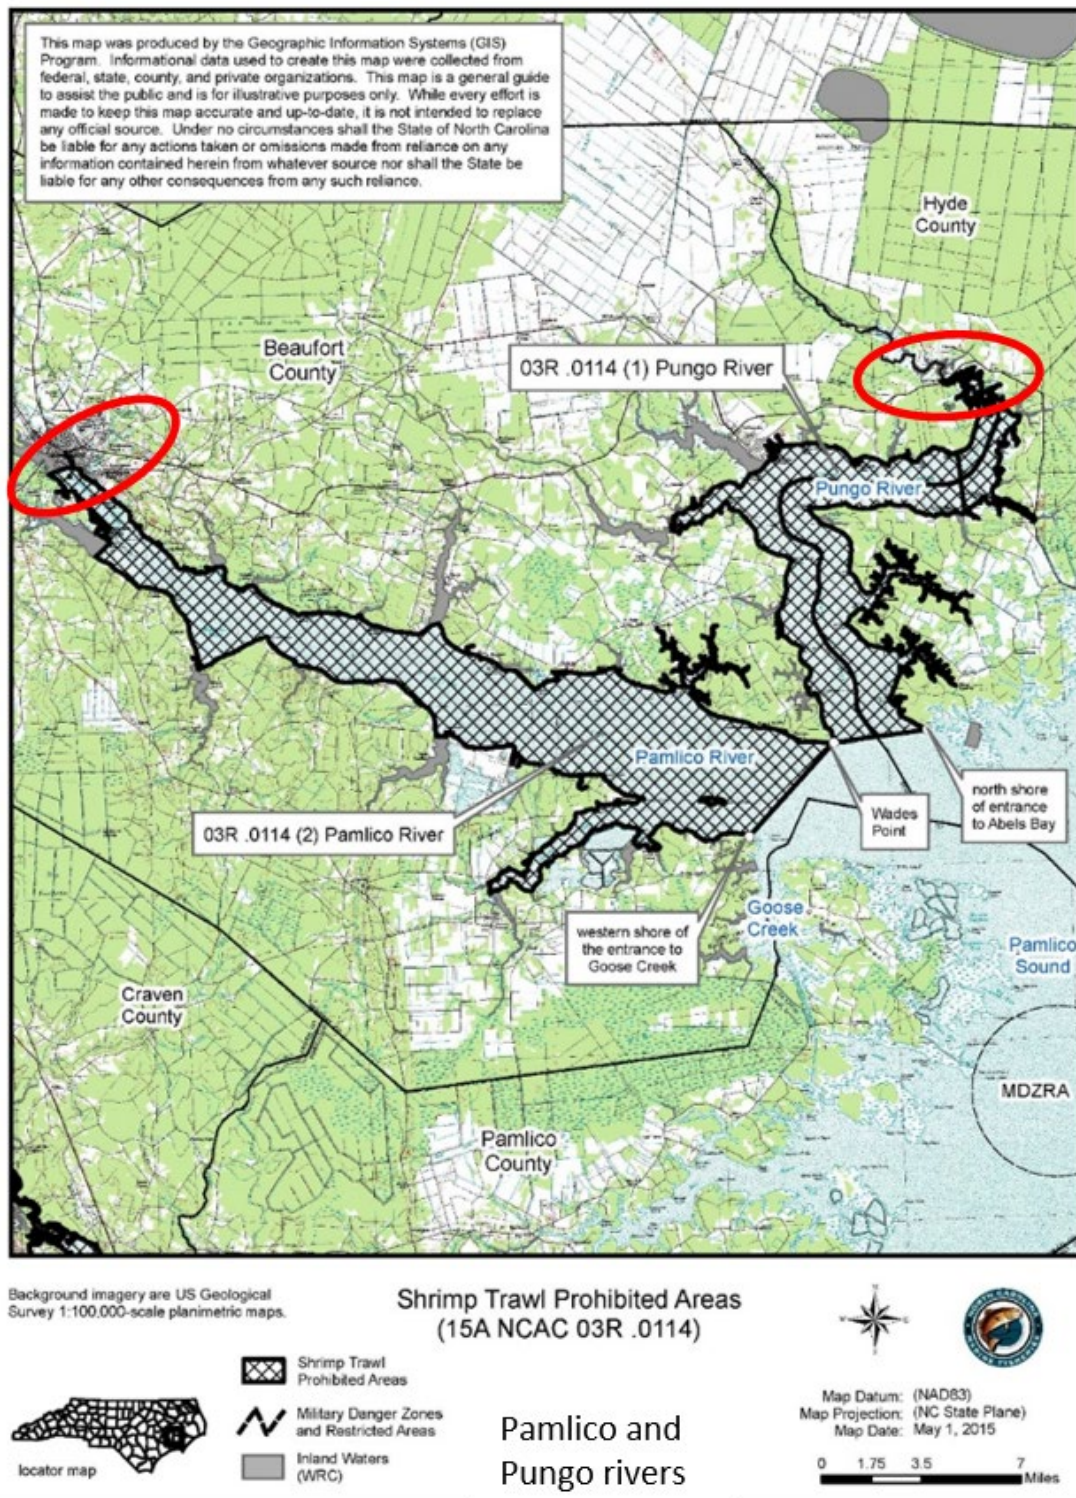 This map was produced by the Geographic Information Systems (GIS)
Program. Informational data used to create this map were collected from
federal, state, county, and private organizations. This map is a general guide
to assist the public and is for illustrative purposes only. While every effort is
made to keep this map accurate and up-to-date, it is not intended to replace
any official source. Under no circumstances shall the State of North Carolina
be liable for any actions taken or omissions made from reliance on any
information contained herein from whatever source nor shall the State be
liable for any other consequences from any such reliance.
Hyde
County
Beaufort
County
03R .0114 (1) Pungo River
Pungo River
Pamlico River
03R .0114 (2) Pamlico River
Wades
Point
north shore
of entrance
to Abels Bay
western shore of
the entrance to
Goose Creek
Goose
Creek
Pamlico
Sound
Craven
County
MDZRA
Pamlico
County
Background imagery are US Geological
Survey 1:100,000-scale planimetric maps.
Shrimp Trawl Prohibited Areas
(15A NCAC 03R .0114)
Shrimp Trawl
Prohibited Areas
Military Danger Zones
and Restricted Areas
Inland Waters
(WRC)
locator map
Pamlico and
Pungo rivers
NORTH CAROLINA
MARINE FISHERIES
Map Datum: (NAD83)
Map Projection: (NC State Plane)
Map Date: May 1, 2015
0 1.75 3.5 7
Miles